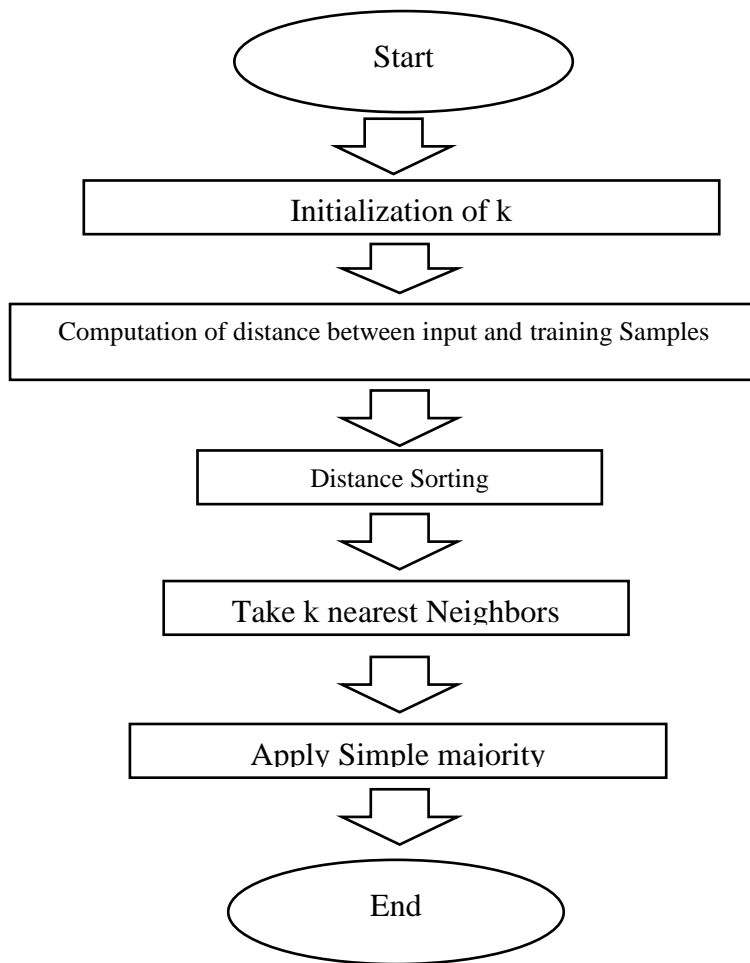 Start
Initialization of k
Computation of distance between input and training Samples
Distance Sorting
Take k nearest Neighbors
Apply Simple majority
End